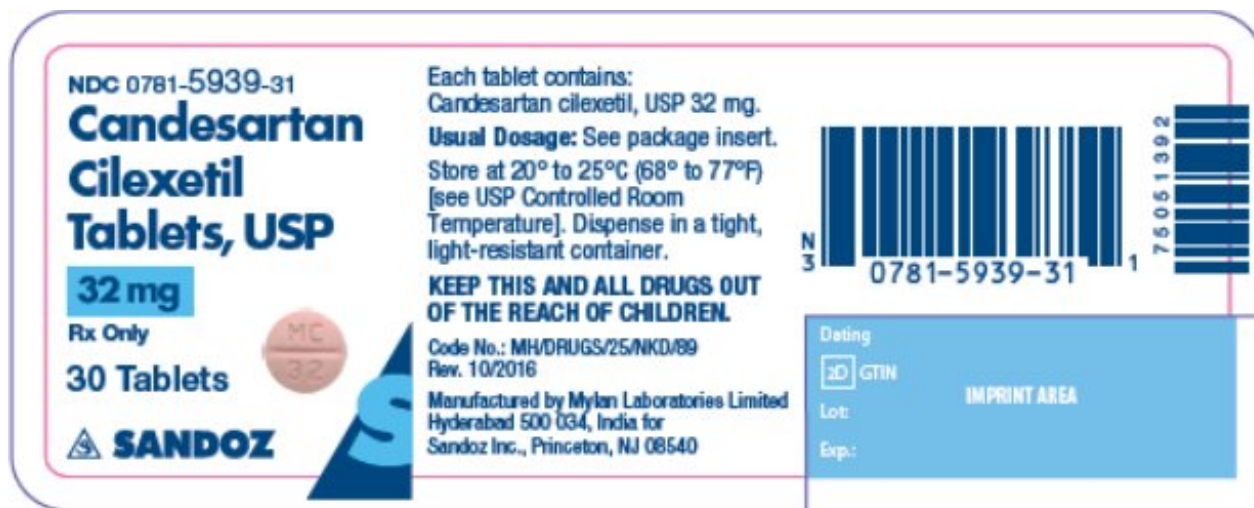 NDC 0781-5939-31
Candesartan
Cilexetil
Tablets, USP
32 mg
Rx Only
30 Tablets
SANDOZ
MC
32
S
Each tablet contains:
Candesartan cilexetil, USP 32 mg.
Usual Dosage: See package insert.
Store at 20° to 25°C (68° to 77°F)
[see USP Controlled Room
Temperature]. Dispense in a tight,
light-resistant container.
KEEP THIS AND ALL DRUGS OUT
OF THE REACH OF CHILDREN.
Code No.: MH/DRUGS/25/NKD/89
Rev. 10/2016
Manufactured by Mylan Laboratories Limited
Hyderabad 500 034, India for
Sandoz Inc., Princeton, NJ 08540
N
3
0781-5939-31
1
75051392
Dating
2D GTIN
Lot:
Exp.:
IMPRINT AREA